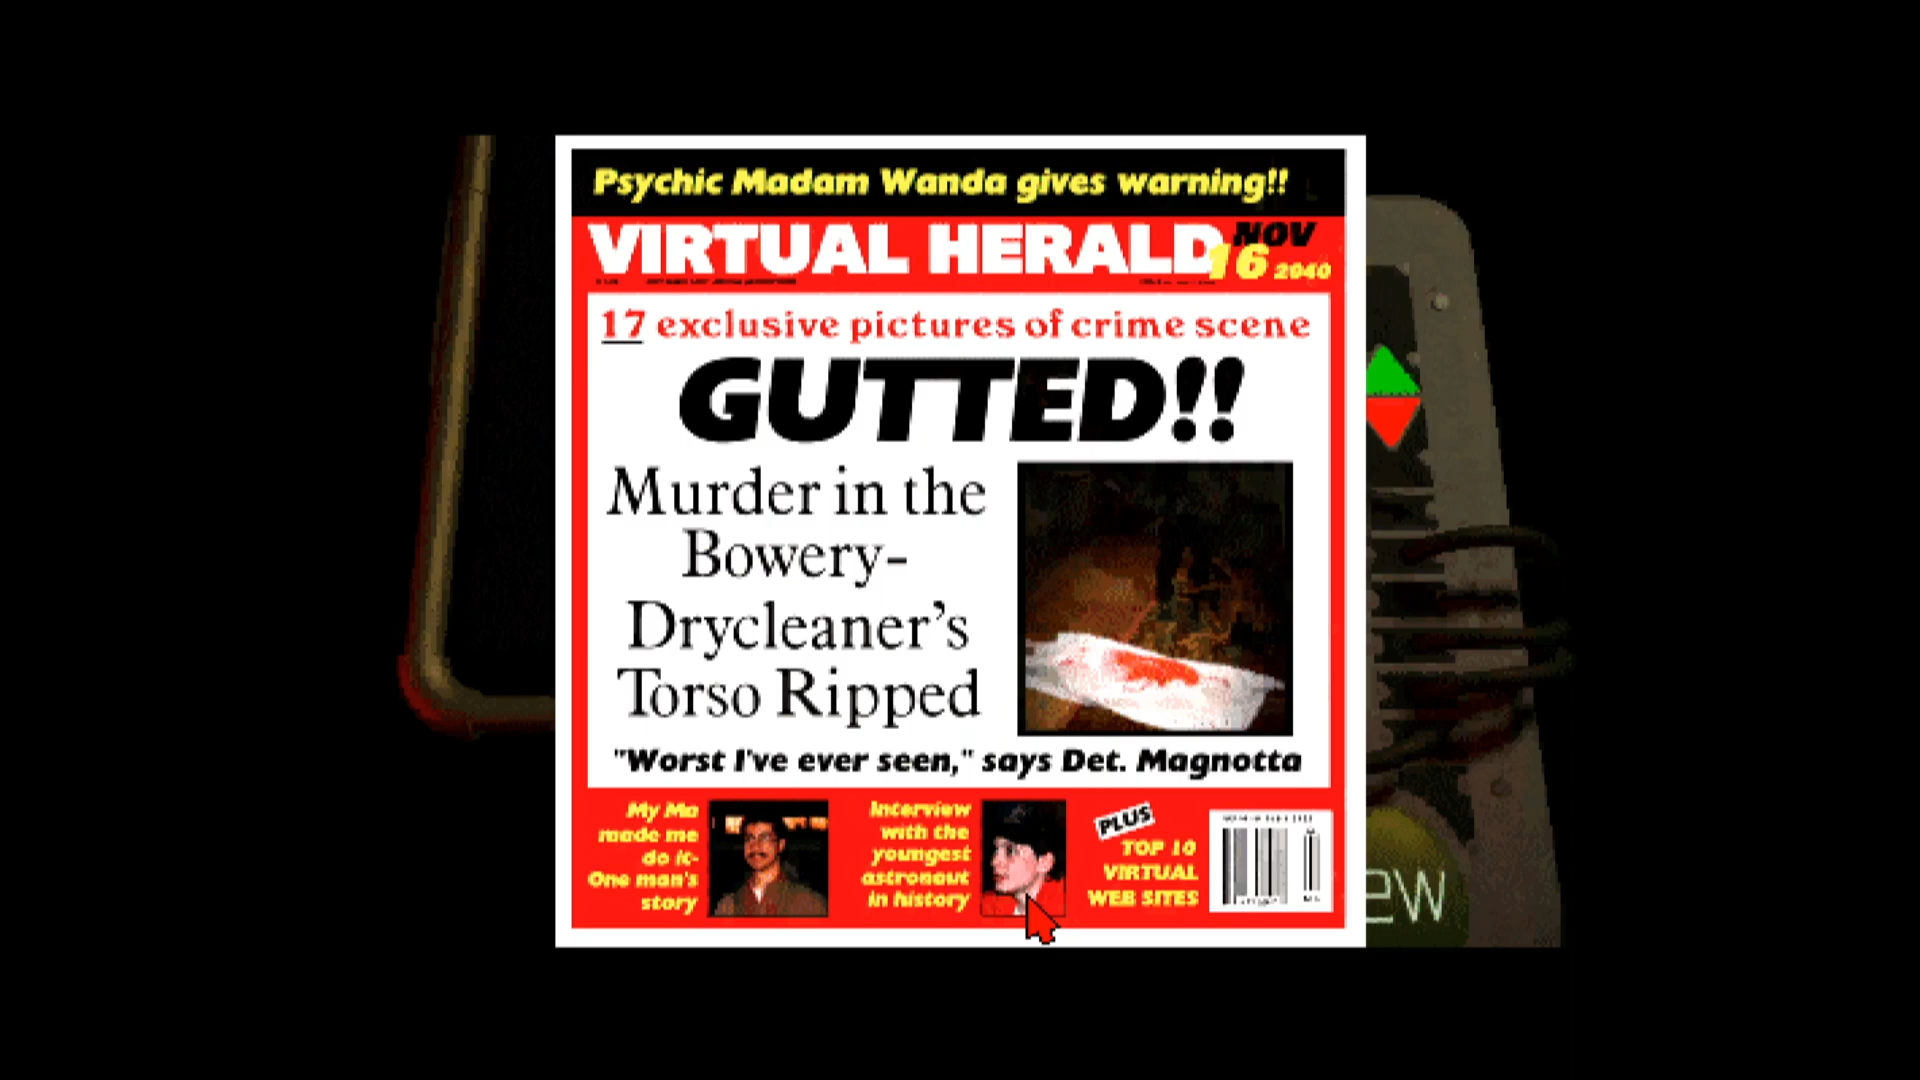 Psychic Madam Wanda gives warning!!
VIRTUAL HERALD
NOV
16 2040
17 exclusive pictures of crime scene
GUTTED!!
Murder in the
Bowery-
Drycleaner's
Torso Ripped
"Worst I've ever seen," says Det. Magnotta
My Ma
made me
do it-
One man's
story
Interview
with the
youngest
astronaut
in history
PLUS
TOP 10
VIRTUAL
WEB SITES
ew